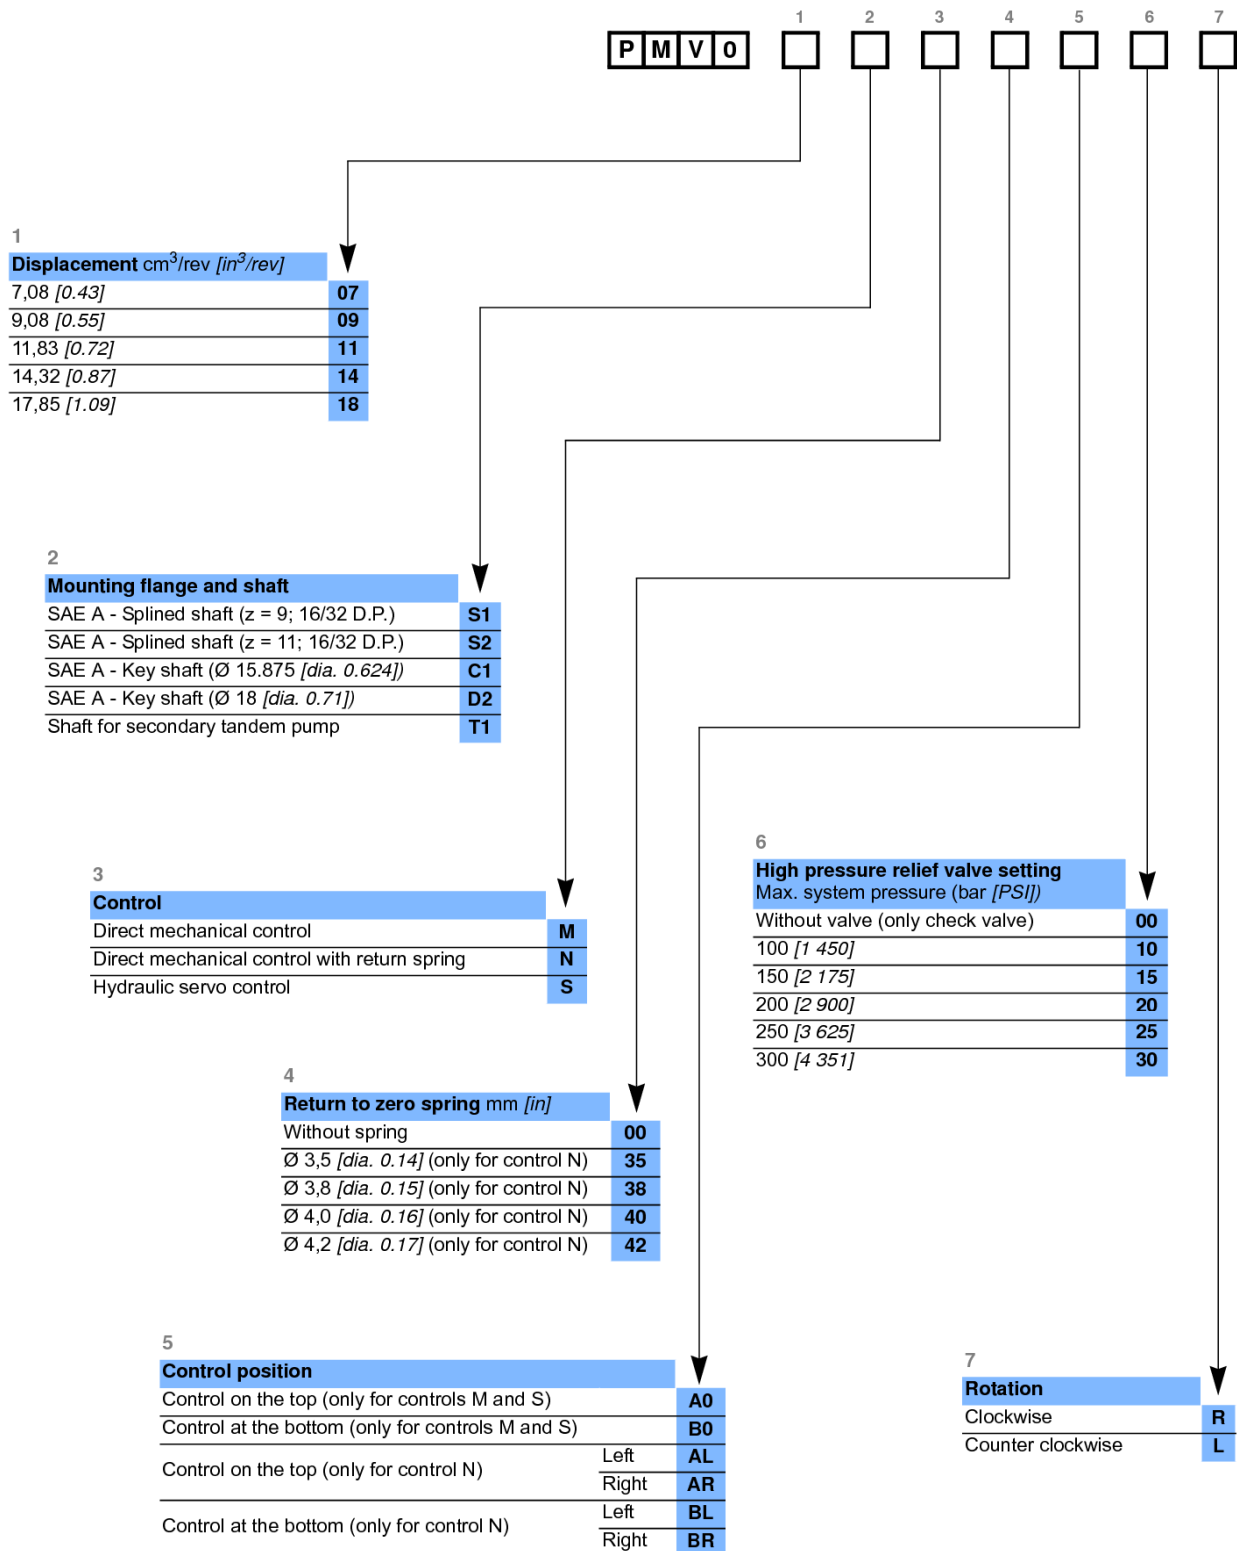 1 2 3 4 5 6 7
P M V 0
1
Displacement cm³/rev [in³/rev]
7,08 [0.43] 07
9,08 [0.55] 09
11,83 [0.72] 11
14,32 [0.87] 14
17,85 [1.09] 18
2
Mounting flange and shaft
SAE A - Splined shaft (z = 9; 16/32 D.P.) S1
SAE A - Splined shaft (z = 11; 16/32 D.P.) S2
SAE A - Key shaft (Ø 15.875 [dia. 0.624]) C1
SAE A - Key shaft (Ø 18 [dia. 0.71]) D2
Shaft for secondary tandem pump T1
3
Control
Direct mechanical control M
Direct mechanical control with return spring N
Hydraulic servo control S
4
Return to zero spring mm [in]
Without spring 00
Ø 3,5 [dia. 0.14] (only for control N) 35
Ø 3,8 [dia. 0.15] (only for control N) 38
Ø 4,0 [dia. 0.16] (only for control N) 40
Ø 4,2 [dia. 0.17] (only for control N) 42
5
Control position
Control on the top (only for controls M and S) A0
Control at the bottom (only for controls M and S) B0
Control on the top (only for control N)
Left AL
Right AR
Control at the bottom (only for control N)
Left BL
Right BR
6
High pressure relief valve setting
Max. system pressure (bar [PSI])
Without valve (only check valve) 00
100 [1 450] 10
150 [2 175] 15
200 [2 900] 20
250 [3 625] 25
300 [4 351] 30
7
Rotation
Clockwise R
Counter clockwise L